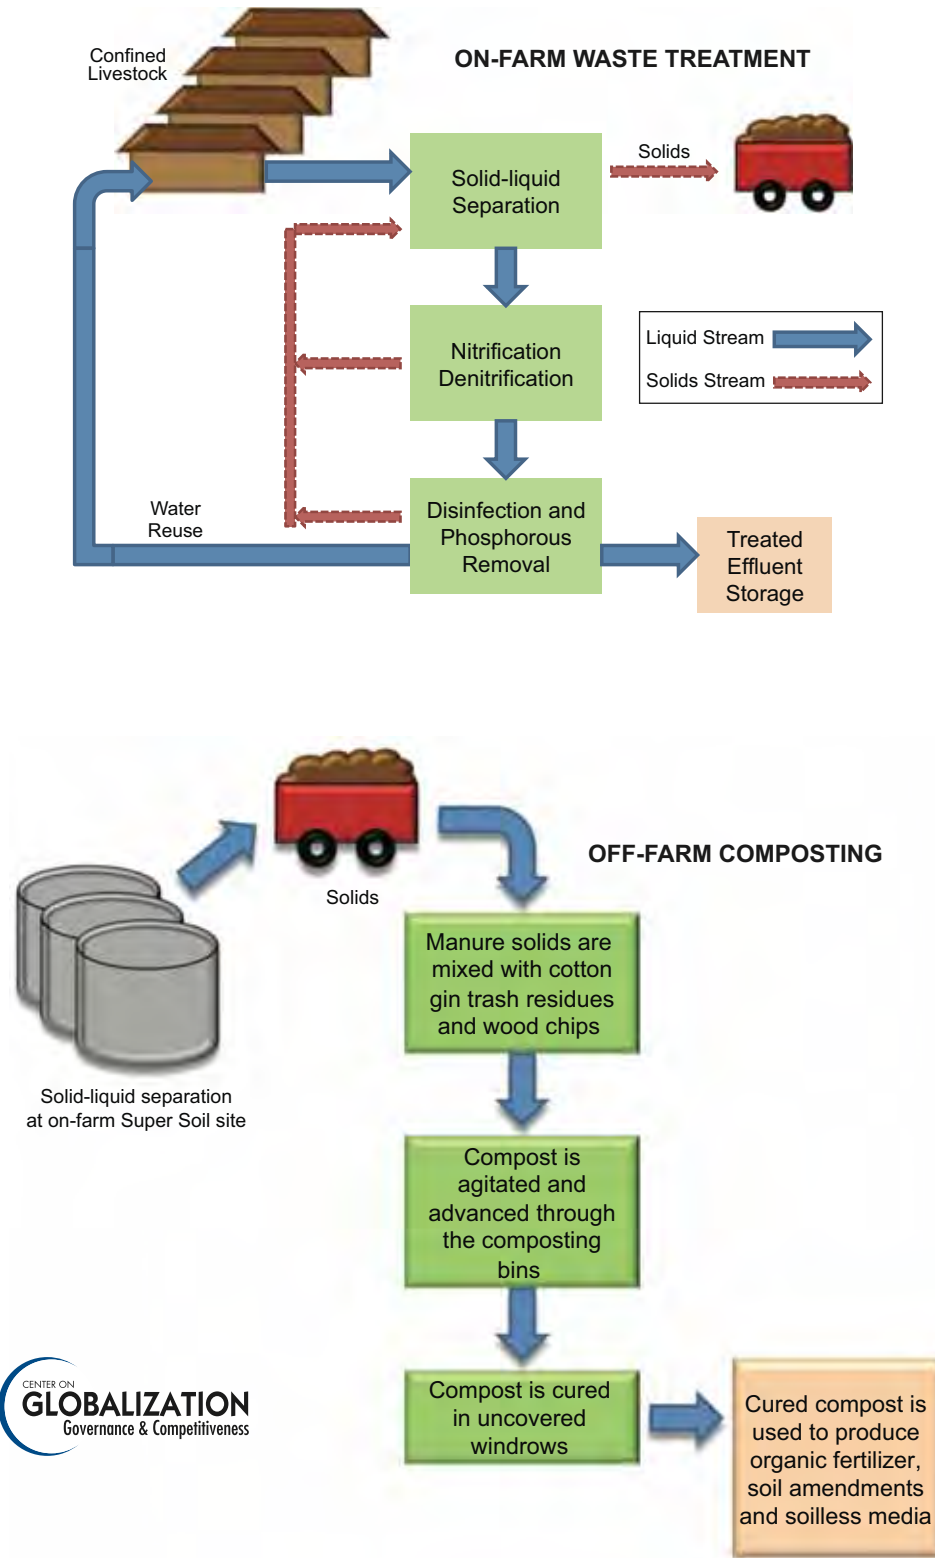 Confined
Livestock
ON-FARM WASTE TREATMENT
Solids
Solid-liquid
Separation
Nitrification
Denitrification
Liquid Stream
Solids Stream
Water
Reuse
Disinfection and
Phosphorous
Removal
Treated
Effluent
Storage
OFF-FARM COMPOSTING
Solids
Manure solids are
mixed with cotton
gin trash residues
and wood chips
Solid-liquid separation
at on-farm Super Soil site
Compost is
agitated and
advanced through
the composting
bins
CENTER ON
GLOBALIZATION
Governance & Competitiveness
Compost is cured
in uncovered
windrows
Cured compost is
used to produce
organic fertilizer,
soil amendments
and soilless media